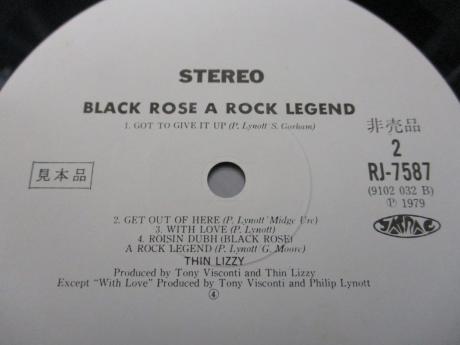 STEREO
BLACK ROSE A ROCK LEGEND
1. GOT TO GIVE IT UP (P. Lynott·S. Gorham)
非売品
2
RJ-7587
(9102 032 B)
Ⓟ 1979
見本品
2. GET OUT OF HERE (P. Lynott·Midge Ure)
3. WITH LOVE (P. Lynott)
4. ROISIN DUBH (BLACK ROSE)
A ROCK LEGEND (P. Lynott·G. Moore)
THIN LIZZY
Produced by Tony Visconti and Thin Lizzy
Except "With Love" Produced by Tony Visconti and Philip Lynott
④